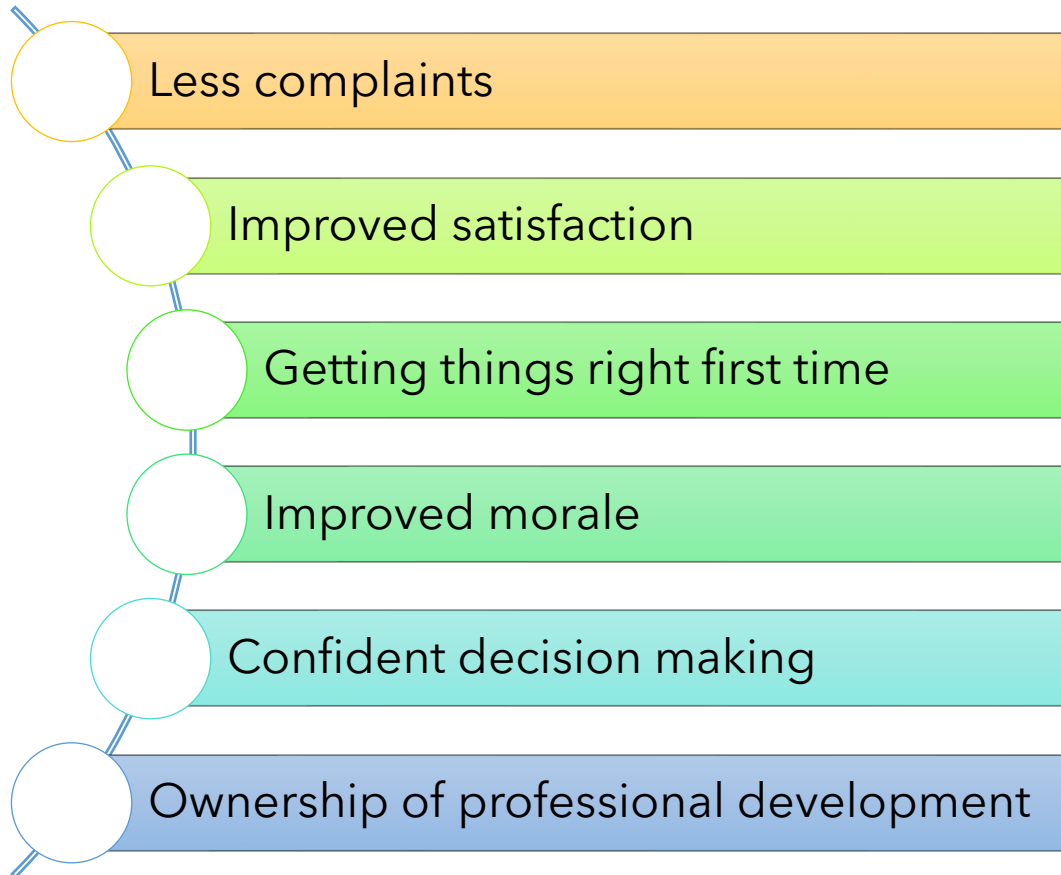 Less complaints
Improved satisfaction
Getting things right first time
Improved morale
Confident decision making
Ownership of professional development